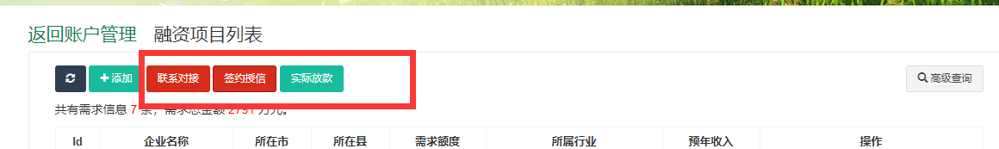 返回账户管理 融资项目列表
添加 联系对接 签约授信 实际放款 高级查询
共有需求信息 7 条，需求总金额 2791 万元。
Id 企业名称 所在市 所在县 需求额度 所属行业 预年收入 操作